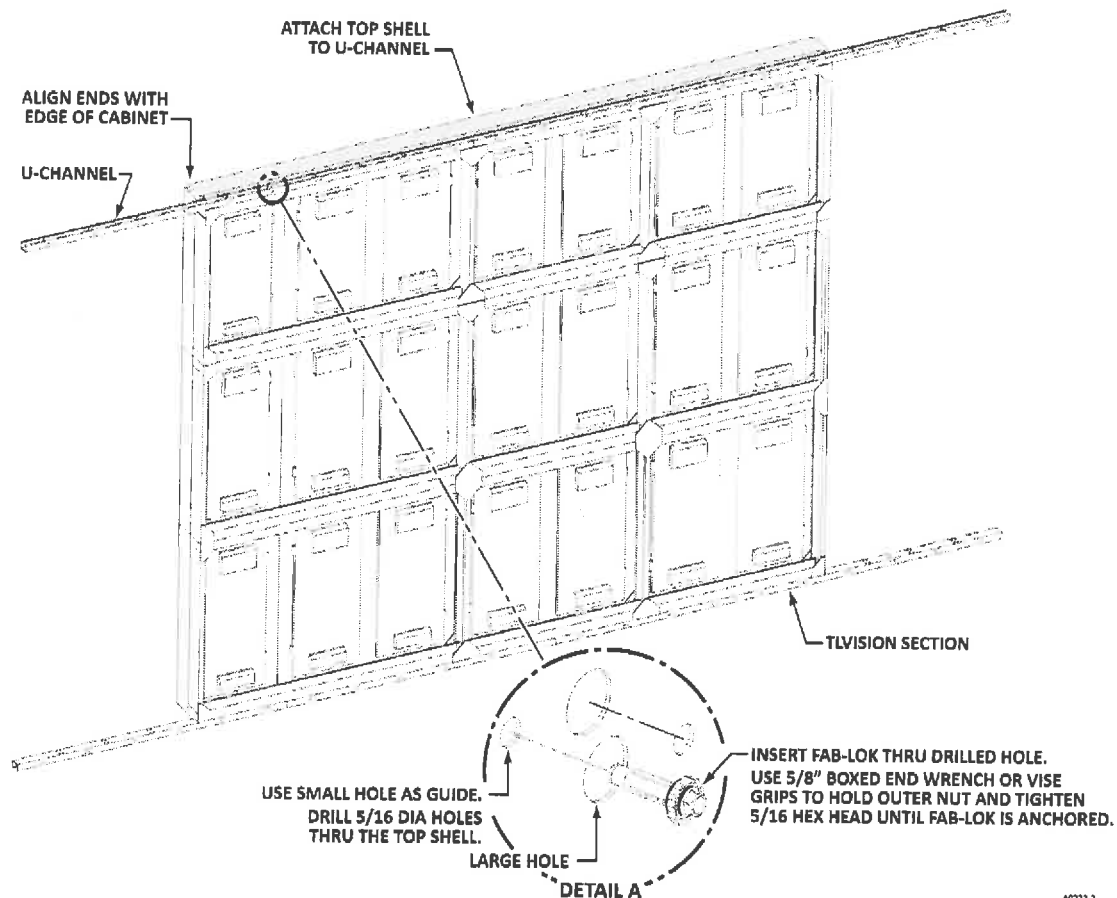 ATTACH TOP SHELL
TO U-CHANNEL
ALIGN ENDS WITH
EDGE OF CABINET
U-CHANNEL
TLVISION SECTION
INSERT FAB-LOK THRU DRILLED HOLE.
USE 5/8" BOXED END WRENCH OR VISE
GRIPS TO HOLD OUTER NUT AND TIGHTEN
5/16 HEX HEAD UNTIL FAB-LOK IS ANCHORED.
USE SMALL HOLE AS GUIDE.
DRILL 5/16 DIA HOLES
THRU THE TOP SHELL.
LARGE HOLE
DETAIL A